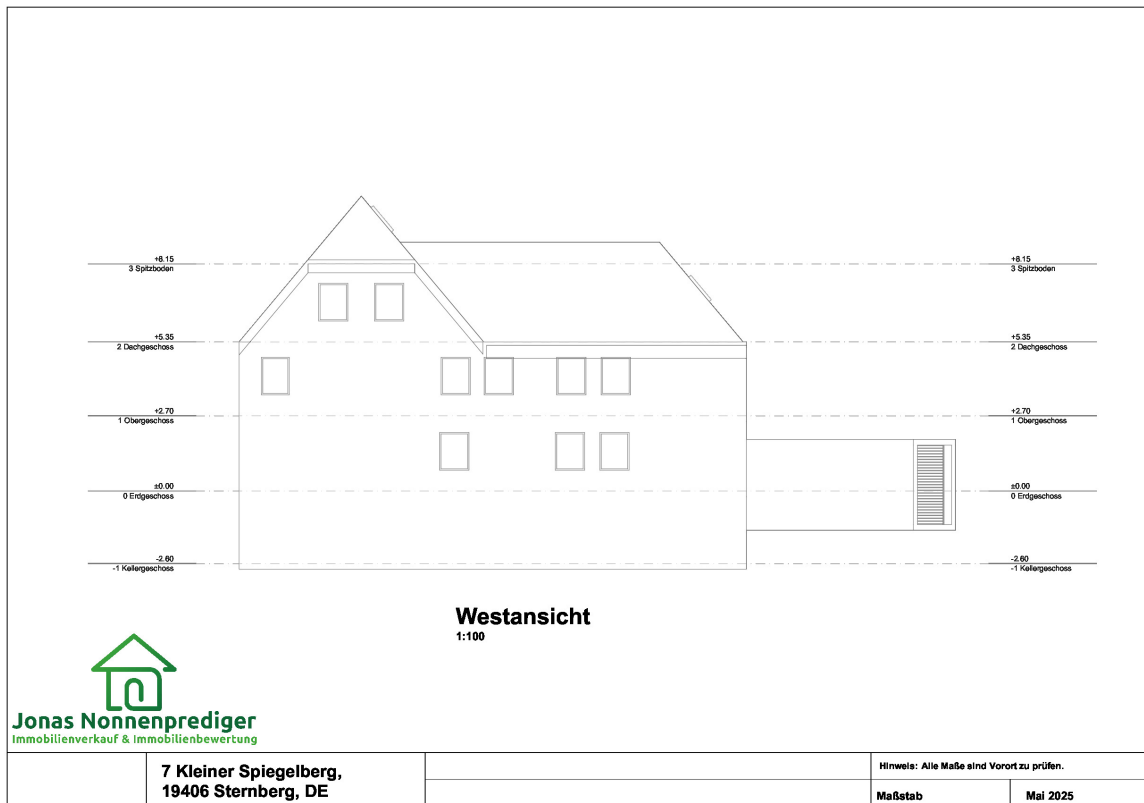 +8.15
3 Spitzboden
+8.15
3 Spitzboden
+5.35
2 Dachgeschoss
+5.35
2 Dachgeschoss
+2.70
1 Obergeschoss
+2.70
1 Obergeschoss
±0.00
0 Erdgeschoss
±0.00
0 Erdgeschoss
-2.60
-1 Kellergeschoss
-2.60
-1 Kellergeschoss
Westansicht
1:100
Jonas Nonnenprediger
Immobilienverkauf & Immobilienbewertung
7 Kleiner Spiegelberg,
19406 Sternberg, DE
Hinweis: Alle Maße sind Vorort zu prüfen.
Maßstab
Mai 2025